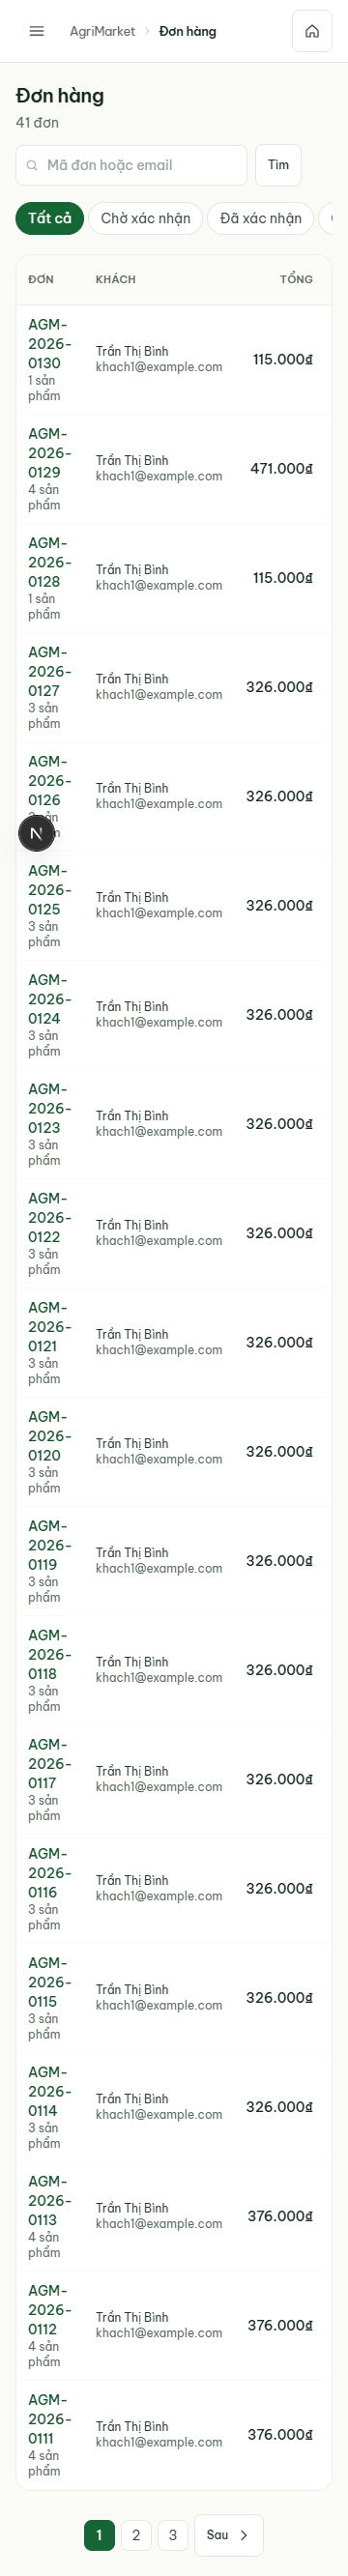 AgriMarket > Đơn hàng
Đơn hàng
41 đơn
Mã đơn hoặc email
Tìm
Tất cả
Chờ xác nhận
Đã xác nhận
ĐƠN KHÁCH TỔNG
AGM-
2026-
0130
1 sản
phẩm
Trần Thị Bình
khach1@example.com
115.000₫
AGM-
2026-
0129
4 sản
phẩm
Trần Thị Bình
khach1@example.com
471.000₫
AGM-
2026-
0128
1 sản
phẩm
Trần Thị Bình
khach1@example.com
115.000₫
AGM-
2026-
0127
3 sản
phẩm
Trần Thị Bình
khach1@example.com
326.000₫
AGM-
2026-
0126
Trần Thị Bình
khach1@example.com
326.000₫
N
AGM-
2026-
0125
3 sản
phẩm
Trần Thị Bình
khach1@example.com
326.000₫
AGM-
2026-
0124
3 sản
phẩm
Trần Thị Bình
khach1@example.com
326.000₫
AGM-
2026-
0123
3 sản
phẩm
Trần Thị Bình
khach1@example.com
326.000₫
AGM-
2026-
0122
3 sản
phẩm
Trần Thị Bình
khach1@example.com
326.000₫
AGM-
2026-
0121
3 sản
phẩm
Trần Thị Bình
khach1@example.com
326.000₫
AGM-
2026-
0120
3 sản
phẩm
Trần Thị Bình
khach1@example.com
326.000₫
AGM-
2026-
0119
3 sản
phẩm
Trần Thị Bình
khach1@example.com
326.000₫
AGM-
2026-
0118
3 sản
phẩm
Trần Thị Bình
khach1@example.com
326.000₫
AGM-
2026-
0117
3 sản
phẩm
Trần Thị Bình
khach1@example.com
326.000₫
AGM-
2026-
0116
3 sản
phẩm
Trần Thị Bình
khach1@example.com
326.000₫
AGM-
2026-
0115
3 sản
phẩm
Trần Thị Bình
khach1@example.com
326.000₫
AGM-
2026-
0114
3 sản
phẩm
Trần Thị Bình
khach1@example.com
326.000₫
AGM-
2026-
0113
4 sản
phẩm
Trần Thị Bình
khach1@example.com
376.000₫
AGM-
2026-
0112
4 sản
phẩm
Trần Thị Bình
khach1@example.com
376.000₫
AGM-
2026-
0111
4 sản
phẩm
Trần Thị Bình
khach1@example.com
376.000₫
1 2 3 Sau >